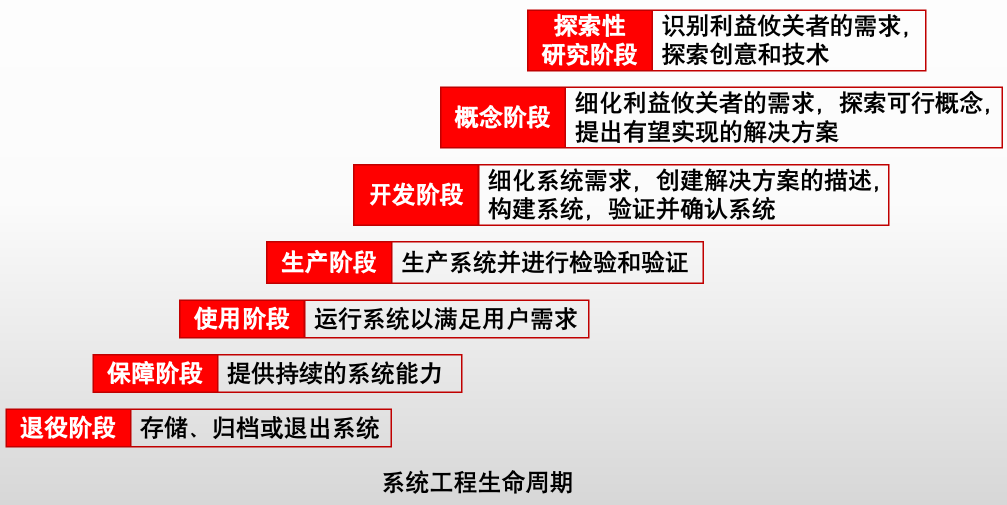 探索性
研究阶段
识别利益攸关者的需求，
探索创意和技术
概念阶段
细化利益攸关者的需求，探索可行概念，
提出有望实现的解决方案
开发阶段
细化系统需求，创建解决方案的描述，
构建系统，验证并确认系统
生产阶段
生产系统并进行检验和验证
使用阶段
运行系统以满足用户需求
保障阶段
提供持续的系统能力
退役阶段
存储、归档或退出系统
系统工程生命周期